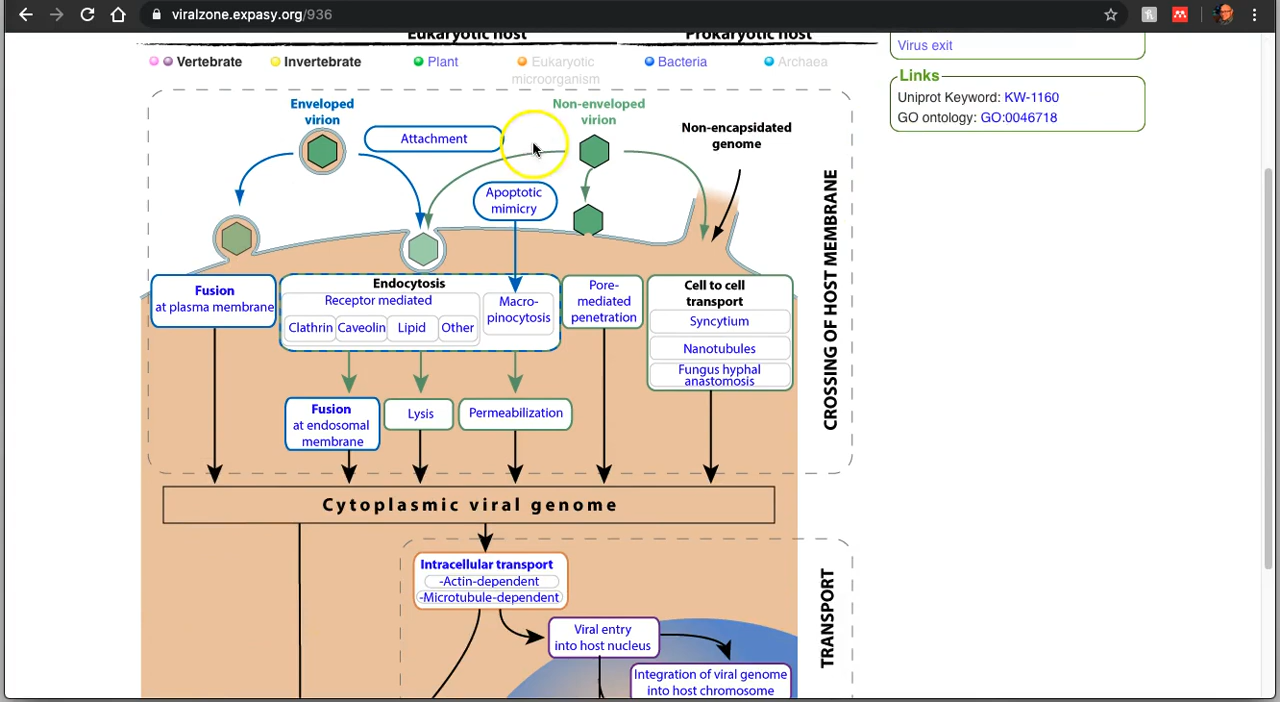 viralzone.expasy.org/936
Eukaryotic host
Prokaryotic host
Vertebrate
Invertebrate
Plant
Eukaryotic
microorganism
Bacteria
Archaea
Virus exit
Links
Uniprot Keyword: KW-1160
GO ontology: GO:0046718
Enveloped
virion
Attachment
Non-enveloped
virion
Non-encapsidated
genome
Apoptotic
mimicry
CROSSING OF HOST MEMBRANE
Fusion
at plasma membrane
Endocytosis
Receptor mediated
Clathrin
Caveolin
Lipid
Other
Macro-
pinocytosis
Pore-
mediated
penetration
Cell to cell
transport
Syncytium
Nanotubules
Fungus hyphal
anastomosis
Fusion
at endosomal
membrane
Lysis
Permeabilization
Cytoplasmic viral genome
Intracellular transport
-Actin-dependent
-Microtubule-dependent
TRANSPORT
Viral entry
into host nucleus
Integration of viral genome
into host chromosome